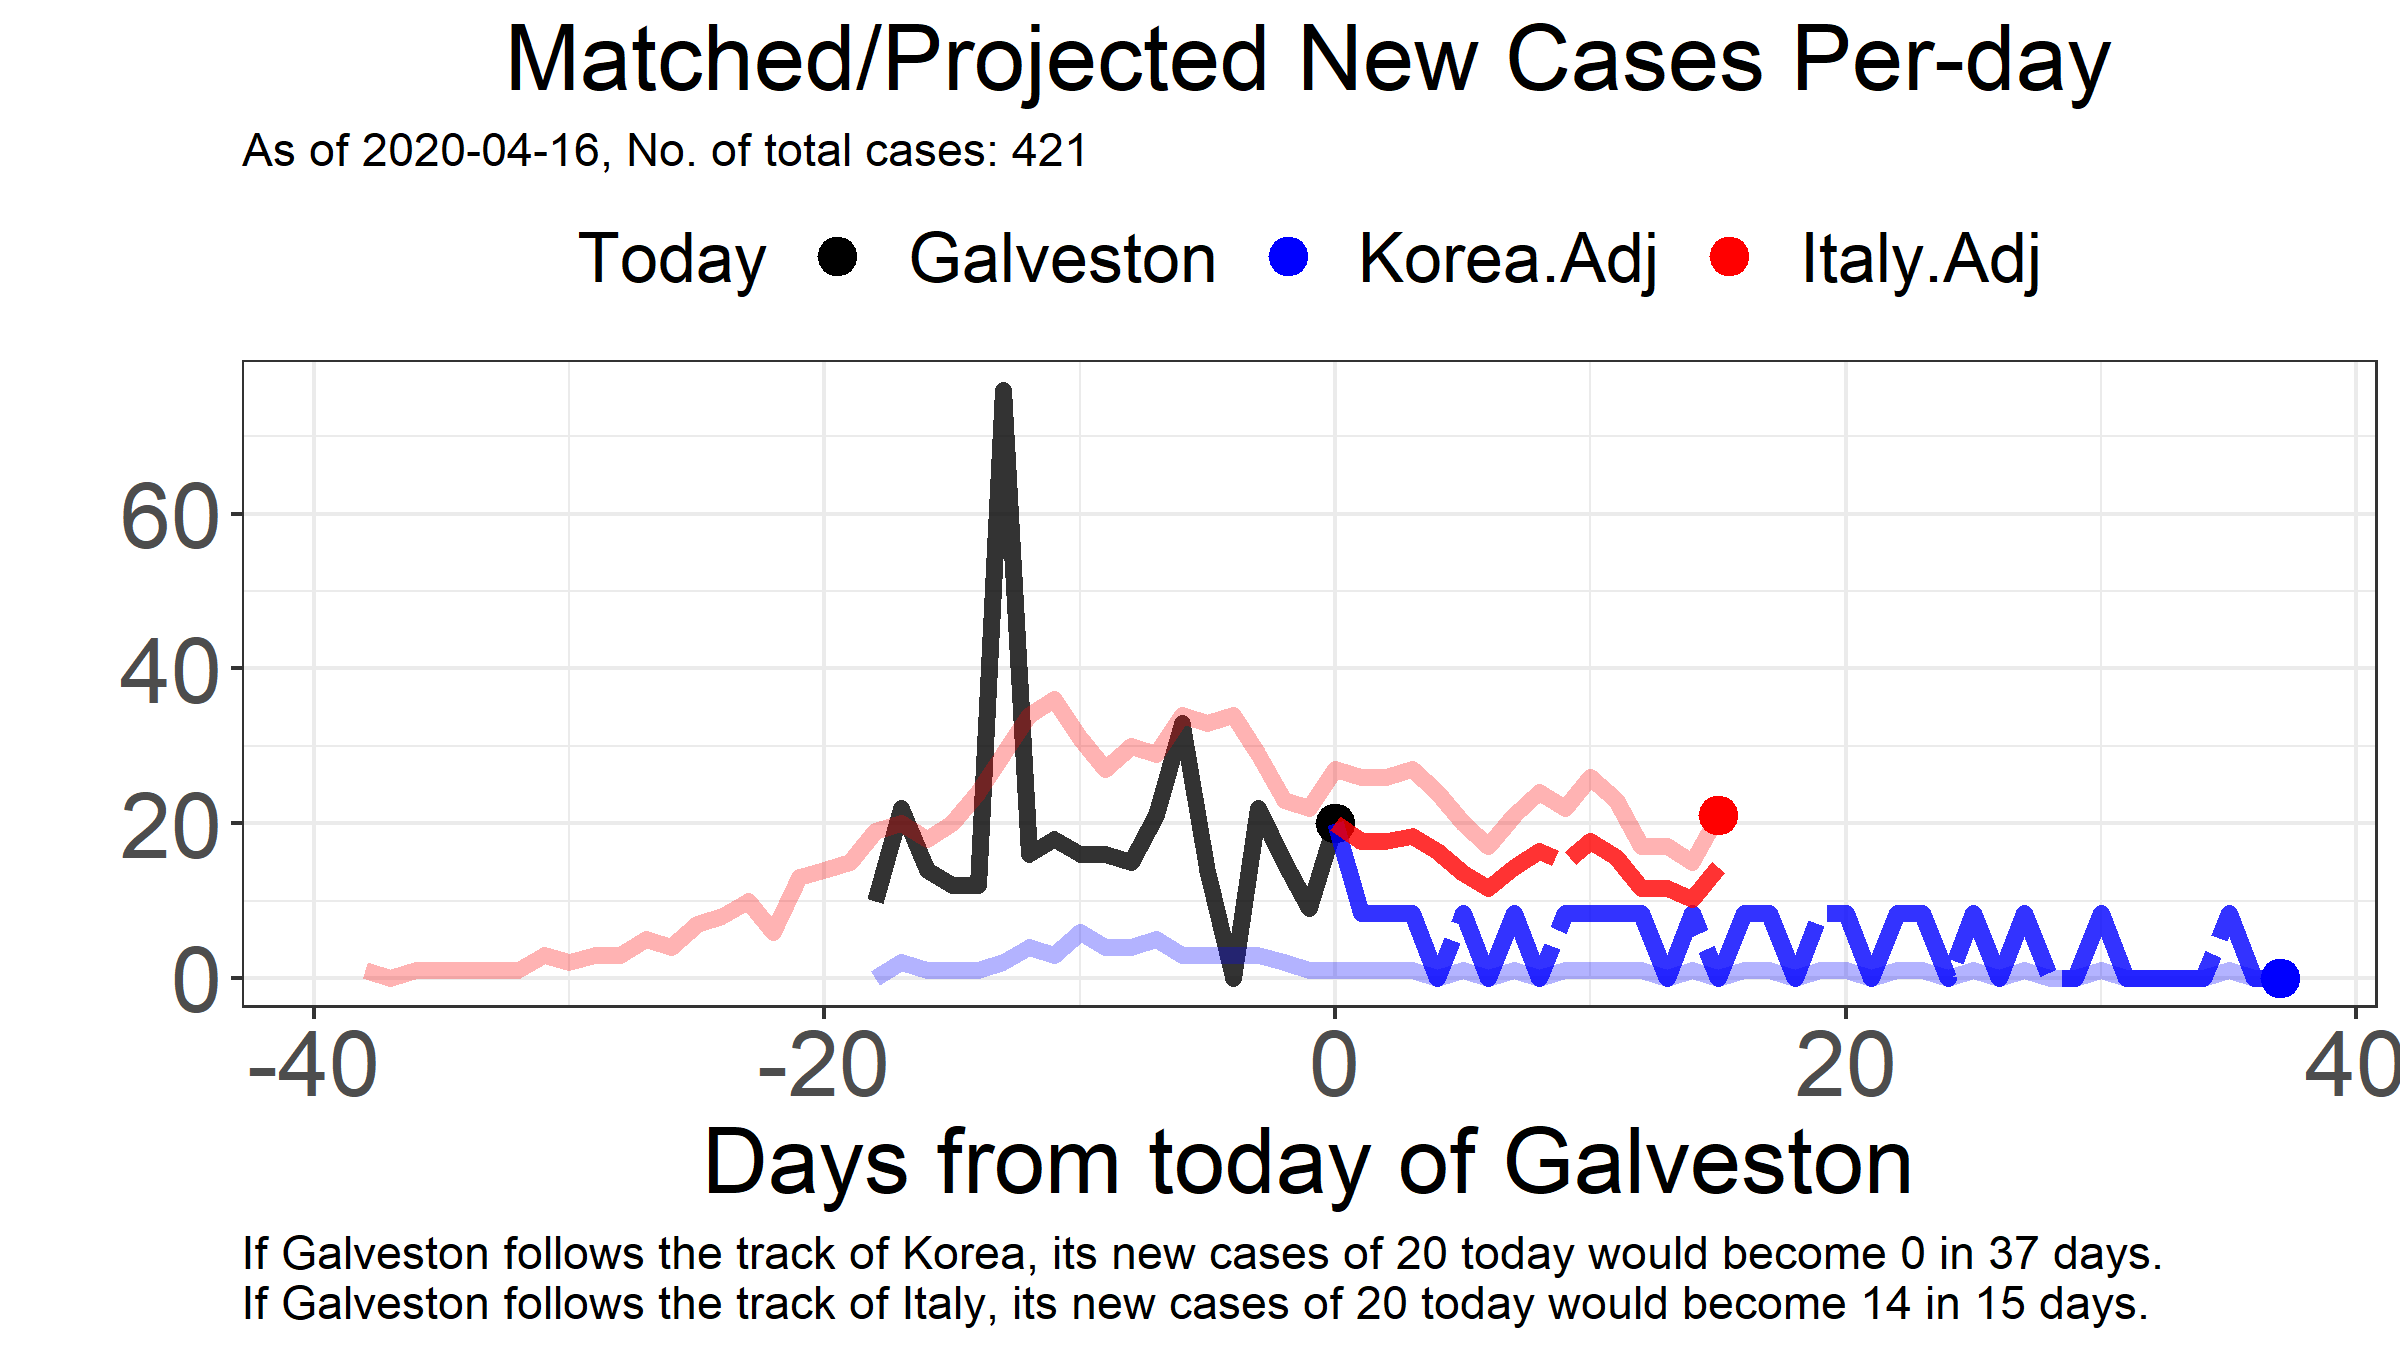 Matched/Projected New Cases Per-day
As of 2020-04-16, No. of total cases: 421
Today Galveston Korea.Adj Italy.Adj
60
40
20
0
-40 -20 0 20 40
Days from today of Galveston
If Galveston follows the track of Korea, its new cases of 20 today would become 0 in 37 days.
If Galveston follows the track of Italy, its new cases of 20 today would become 14 in 15 days.